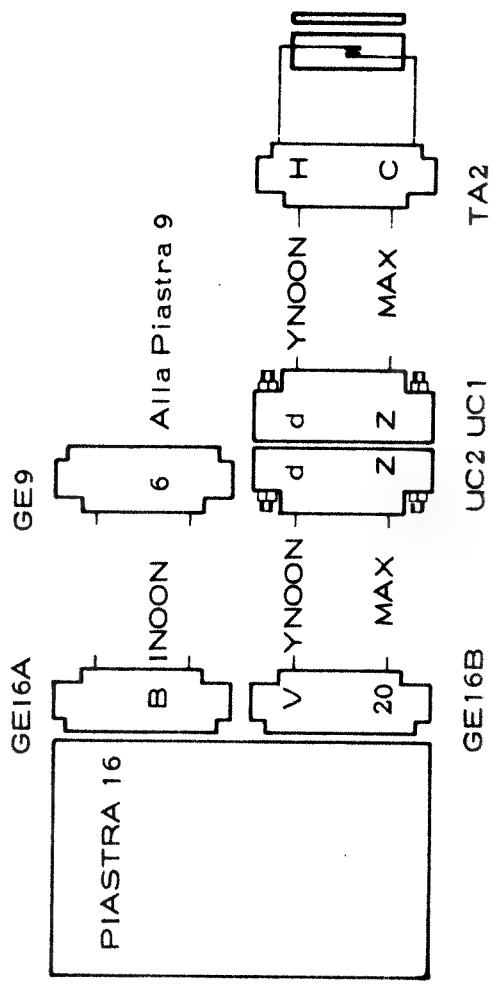 GE16A
GE9
PIASTRA 16
B
INOON
6
Alla Piastra 9
V
YNOON
d
d
YNOON
H
20
MAX
Z
Z
MAX
C
GE16B
UC2 UC1
TA2